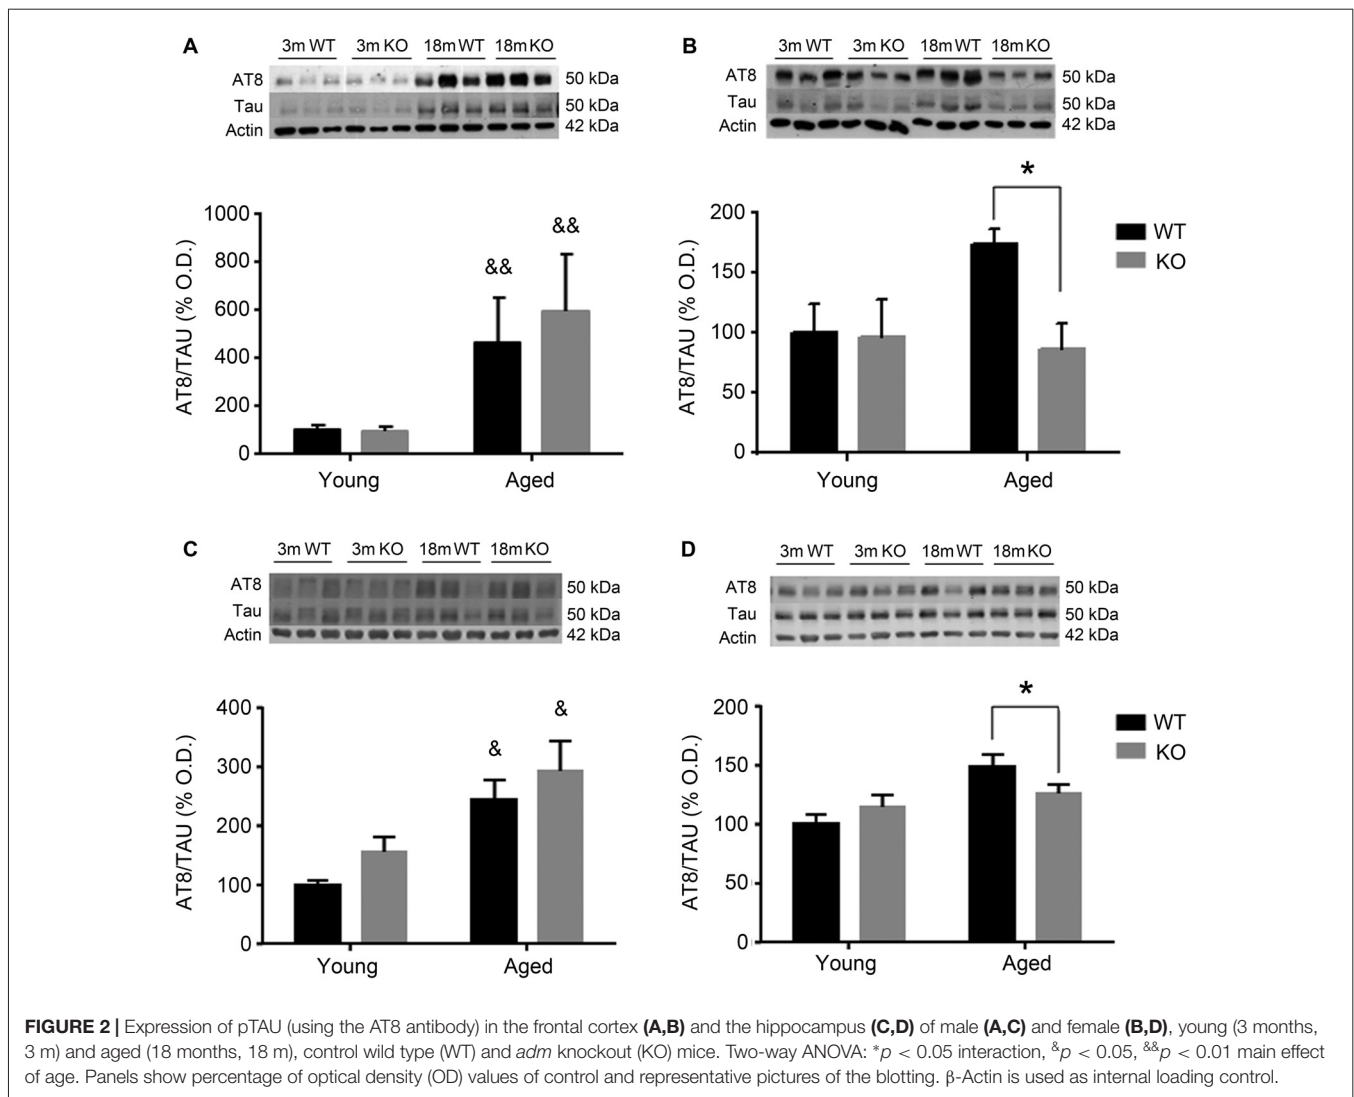 A
3m WT 3m KO 18m WT 18m KO
AT8 50 kDa
Tau 50 kDa
Actin 42 kDa
AT8/TAU (% O.D.)
1000
800
600
400
200
0
&&
&&
Young Aged
B
3m WT 3m KO 18m WT 18m KO
AT8 50 kDa
Tau 50 kDa
Actin 42 kDa
AT8/TAU (% O.D.)
200
150
100
50
0
*
WT
KO
Young Aged
C
3m WT 3m KO 18m WT 18m KO
AT8 50 kDa
Tau 50 kDa
Actin 42 kDa
AT8/TAU (% O.D.)
400
300
200
100
0
&
&
Young Aged
D
3m WT 3m KO 18m WT 18m KO
AT8 50 kDa
Tau 50 kDa
Actin 42 kDa
AT8/TAU (% O.D.)
200
150
100
50
0
*
WT
KO
Young Aged
FIGURE 2 | Expression of pTAU (using the AT8 antibody) in the frontal cortex (A,B) and the hippocampus (C,D) of male (A,C) and female (B,D), young (3 months,
3 m) and aged (18 months, 18 m), control wild type (WT) and adm knockout (KO) mice. Two-way ANOVA: *p < 0.05 interaction, &p < 0.05, &&p < 0.01 main effect
of age. Panels show percentage of optical density (OD) values of control and representative pictures of the blotting. β-Actin is used as internal loading control.